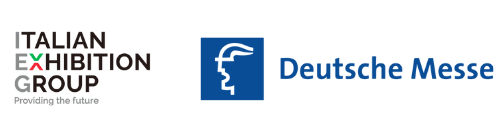 ITALIAN
EXHIBITION
GROUP
Providing the future
Deutsche Messe